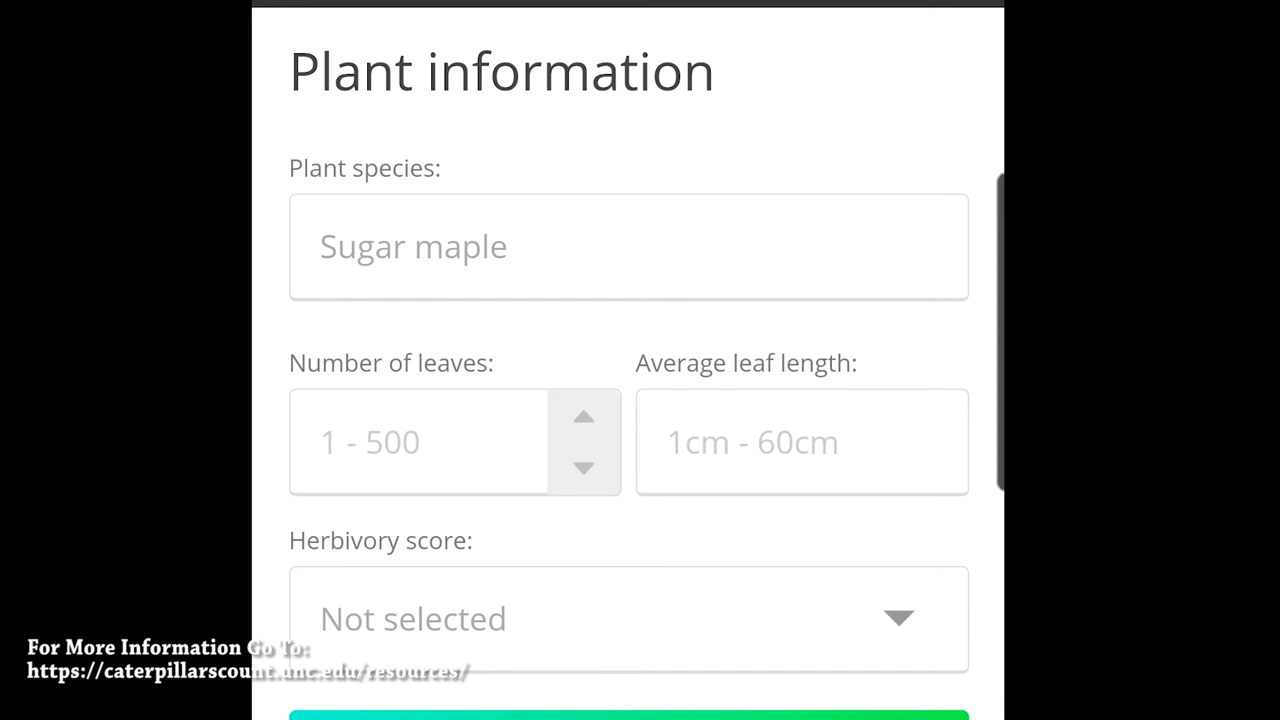 Plant information
Plant species:
Sugar maple
Number of leaves:
Average leaf length:
1 - 500
1cm - 60cm
Herbivory score:
Not selected
For More Information Go To:
https://caterpillarscount.unc.edu/resources/